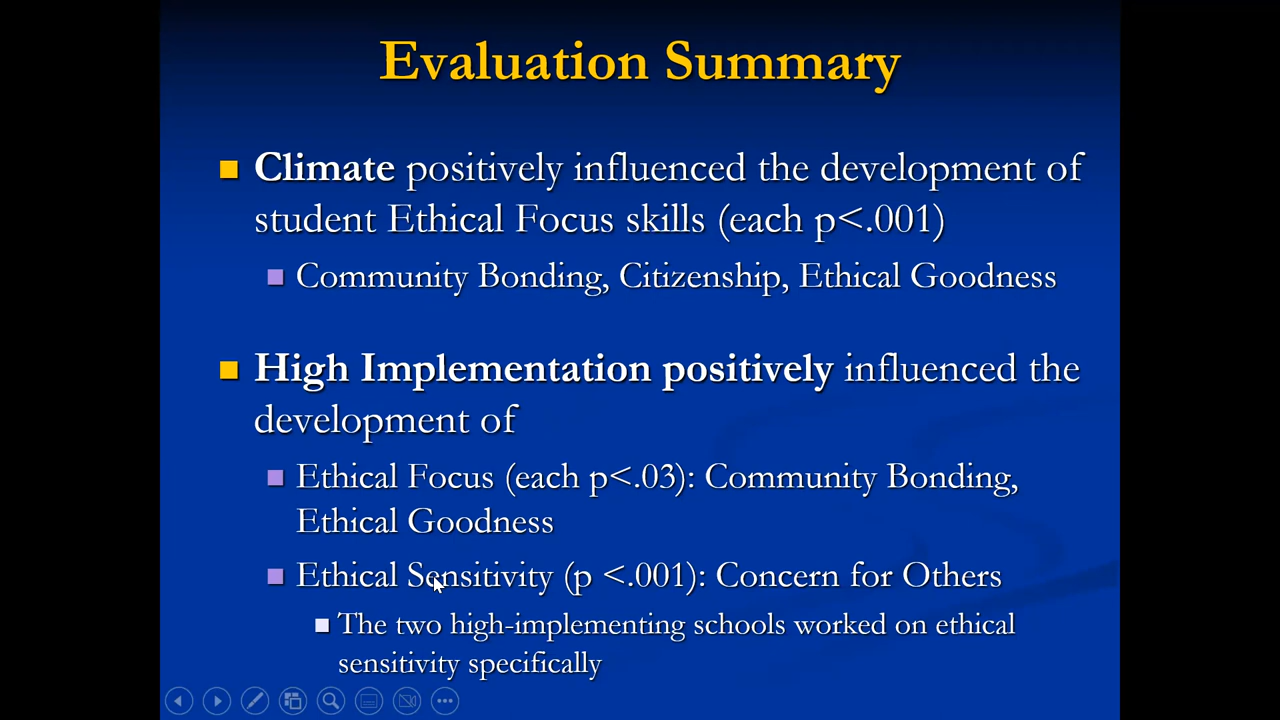 Evaluation Summary
Climate positively influenced the development of
student Ethical Focus skills (each p<.001)
Community Bonding, Citizenship, Ethical Goodness
High Implementation positively influenced the
development of
Ethical Focus (each p<.03): Community Bonding,
Ethical Goodness
Ethical Sensitivity (p <.001): Concern for Others
The two high-implementing schools worked on ethical
sensitivity specifically